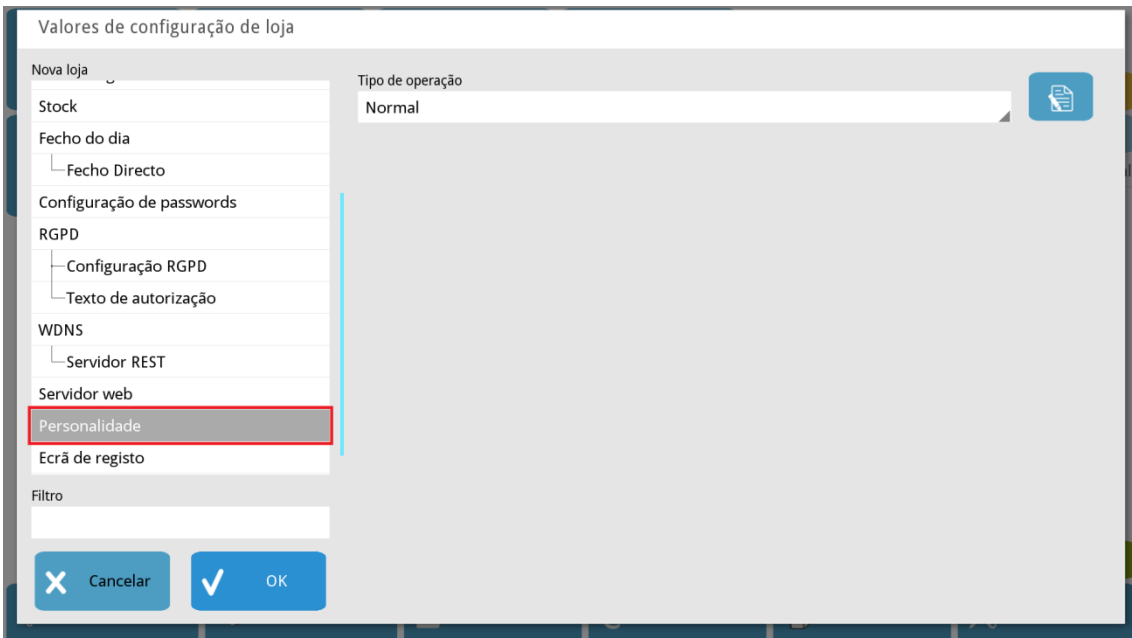 Valores de configuração de loja
Nova loja
Stock
Fecho do dia
Fecho Directo
Configuração de passwords
RGPD
Configuração RGPD
Texto de autorização
WDNS
Servidor REST
Servidor web
Personalidade
Ecrã de registo
Filtro
Cancelar
OK
Tipo de operação
Normal